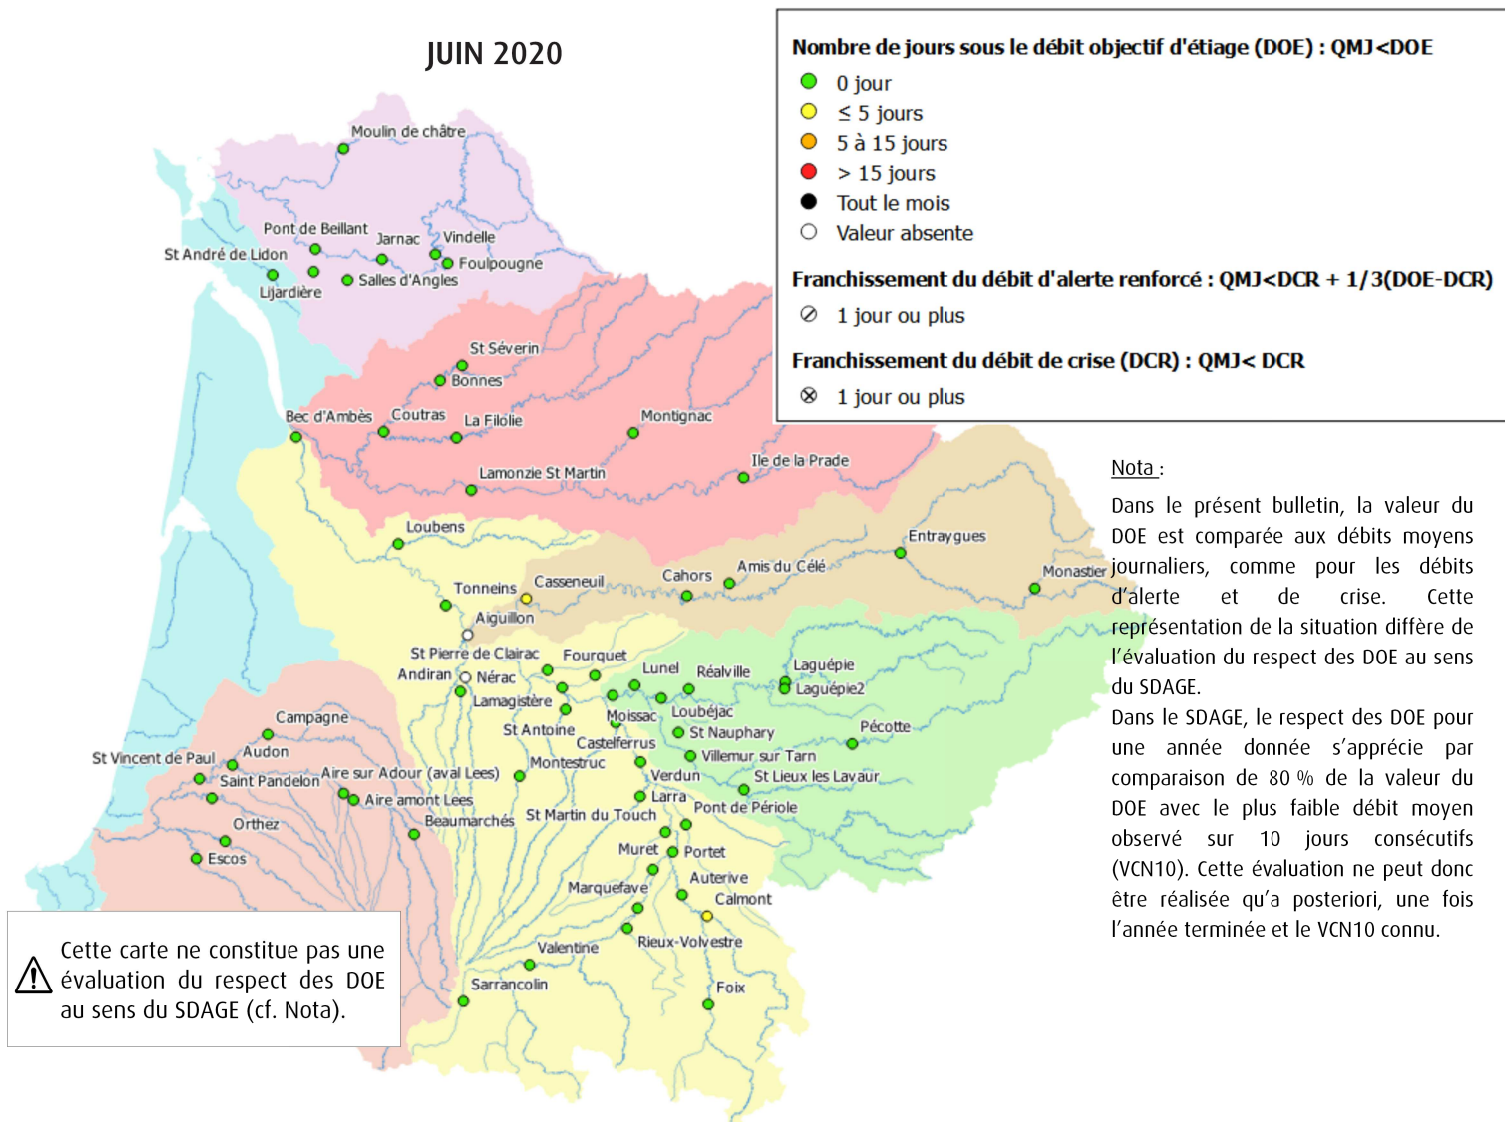 JUIN 2020
Nombre de jours sous le débit objectif d'étiage (DOE) : QMJ<DOE
0 jour
≤ 5 jours
5 à 15 jours
> 15 jours
Tout le mois
Valeur absente
Franchissement du débit d'alerte renforcé : QMJ<DCR + 1/3(DOE-DCR)
1 jour ou plus
Franchissement du débit de crise (DCR) : QMJ< DCR
1 jour ou plus
Moulin de châtre
Pont de Beillant
Jarnac
Vindelle
St André de Lidon
Foulpougne
Lijardière
Salles d'Angles
St Séverin
Bonnes
Bec d'Ambès
Coutras
La Filolie
Montignac
Lamonzie St Martin
Ile de la Prade
Loubens
Entraygues
Tonneins
Casseneuil
Cahors
Amis du Célé
Monastier
Aiguillon
St Pierre de Clairac
Fourquet
Lunel
Réalville
Laguépie
Laguépie2
Andiran
Nérac
Lamagistère
Moissac
Loubéjac
St Antoine
St Nauphary
Pécotte
Castelferrus
Campagne
Audon
St Vincent de Paul
Saint Pandelon
Aire sur Adour (aval Lees)
Aire amont Lees
Montestruc
Villemur sur Tarn
Verdun
St Lieux les Lavaur
Larra
Pont de Périole
Beaumarchés
St Martin du Touch
Orthez
Escos
Muret
Portet
Marquefave
Auterive
Calmont
Valentine
Rieux-Volvestre
Sarrancolin
Foix
Nota :
Dans le présent bulletin, la valeur du
DOE est comparée aux débits moyens
journaliers, comme pour les débits
d'alerte et de crise. Cette
représentation de la situation diffère de
l'évaluation du respect des DOE au sens
du SDAGE.
Dans le SDAGE, le respect des DOE pour
une année donnée s'apprécie par
comparaison de 80 % de la valeur du
DOE avec le plus faible débit moyen
observé sur 10 jours consécutifs
(VCN10). Cette évaluation ne peut donc
être réalisée qu'a posteriori, une fois
l'année terminée et le VCN10 connu.
Cette carte ne constitue pas une
évaluation du respect des DOE
au sens du SDAGE (cf. Nota).